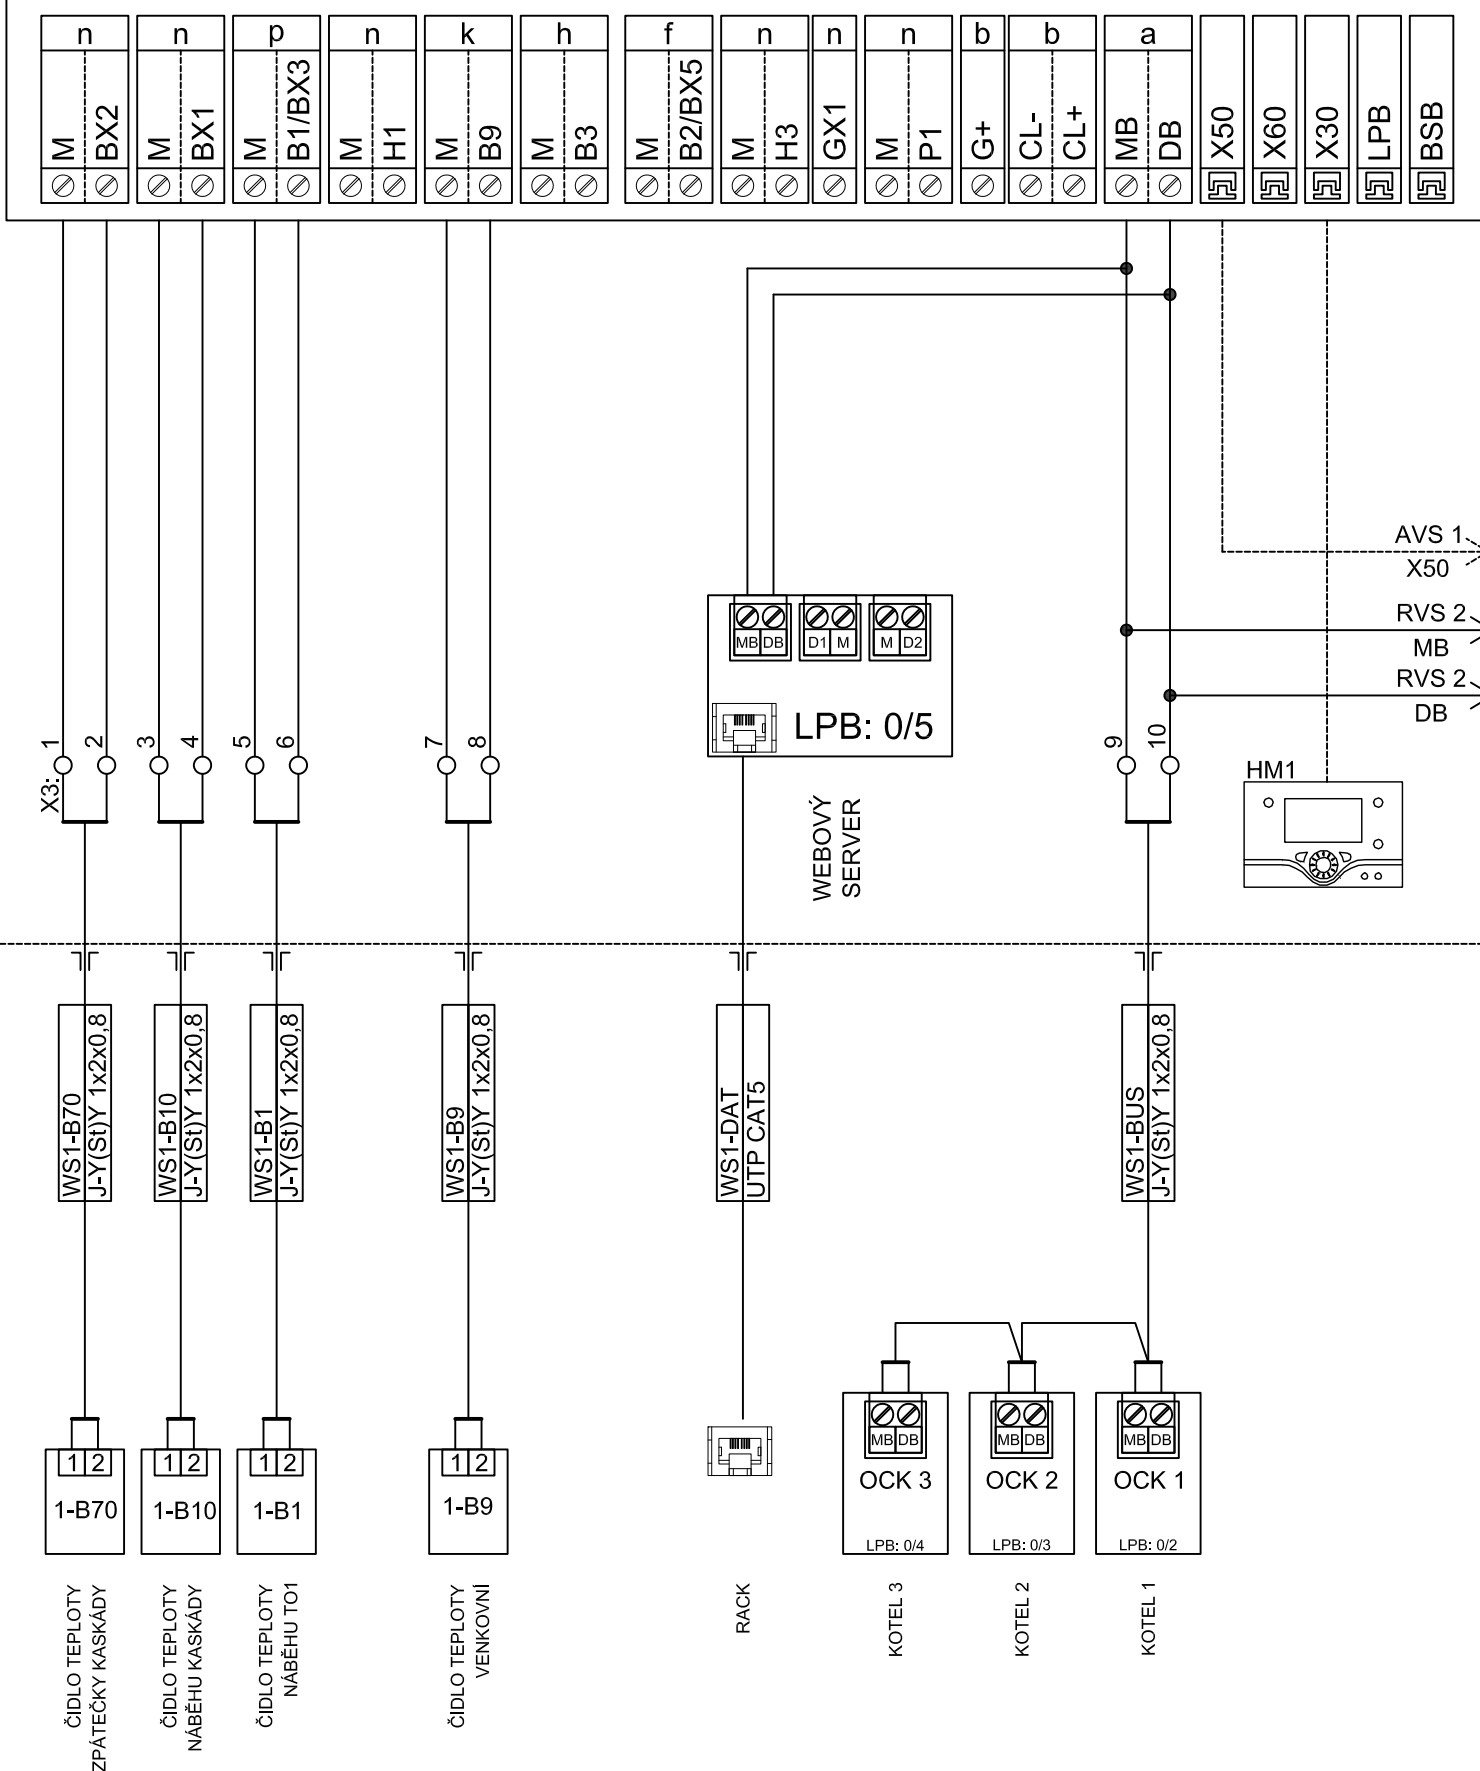 n
n
p
n
k
h
f
n
n
n
b
b
a
M
BX2
M
BX1
M
B1/BX3
M
H1
M
B9
M
B3
M
B2/BX5
M
H3
GX1
M
P1
G+
CL-
CL+
MB
DB
X50
X60
X30
LPB
BSB
AVS 1
X50
RVS 2
MB
RVS 2
DB
MB
DB
D1
M
M
D2
LPB: 0/5
WEBOVÝ
SERVER
X3:
1
2
3
4
5
6
7
8
9
10
HM1
WS1-B70
J-Y(St)Y 1x2x0,8
WS1-B10
J-Y(St)Y 1x2x0,8
WS1-B1
J-Y(St)Y 1x2x0,8
WS1-B9
J-Y(St)Y 1x2x0,8
WS1-DAT
UTP CAT5
WS1-BUS
J-Y(St)Y 1x2x0,8
1 2
1-B70
1 2
1-B10
1 2
1-B1
1 2
1-B9
MB DB
OCK 3
LPB: 0/4
MB DB
OCK 2
LPB: 0/3
MB DB
OCK 1
LPB: 0/2
ČIDLO TEPLOTY
ZPÁTEČKY KASKÁDY
ČIDLO TEPLOTY
NÁBĚHU KASKÁDY
ČIDLO TEPLOTY
NÁBĚHU TO1
ČIDLO TEPLOTY
VENKOVNÍ
RACK
KOTEL 3
KOTEL 2
KOTEL 1